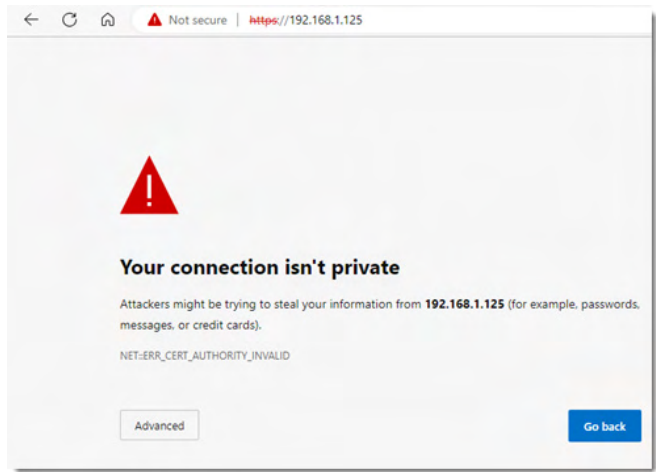 Not secure | https://192.168.1.125
Your connection isn't private
Attackers might be trying to steal your information from 192.168.1.125 (for example, passwords,
messages, or credit cards).
NET::ERR_CERT_AUTHORITY_INVALID
Advanced
Go back